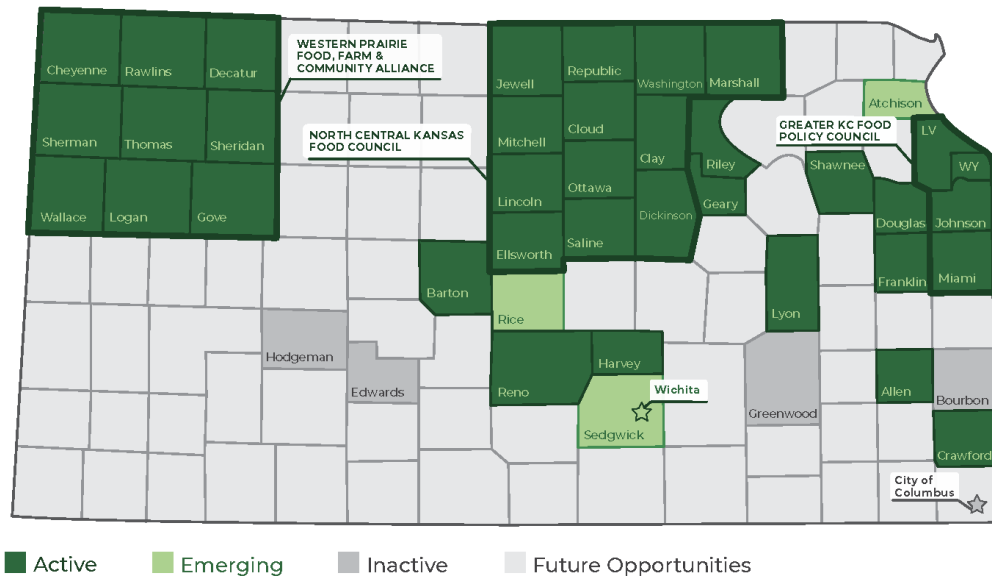 WESTERN PRAIRIE
FOOD, FARM &
COMMUNITY ALLIANCE
Cheyenne
Rawlins
Decatur
Sherman
Thomas
Sheridan
Wallace
Logan
Gove
NORTH CENTRAL KANSAS
FOOD COUNCIL
Jewell
Republic
Washington
Marshall
Mitchell
Cloud
Clay
Riley
Lincoln
Ottawa
Dickinson
Geary
Ellsworth
Saline
GREATER KC FOOD
POLICY COUNCIL
Atchison
LV
WY
Shawnee
Douglas
Johnson
Franklin
Miami
Barton
Rice
Lyon
Hodgeman
Edwards
Reno
Harvey
Wichita
Sedgwick
Greenwood
Allen
Bourbon
Crawford
City of
Columbus
Active
Emerging
Inactive
Future Opportunities